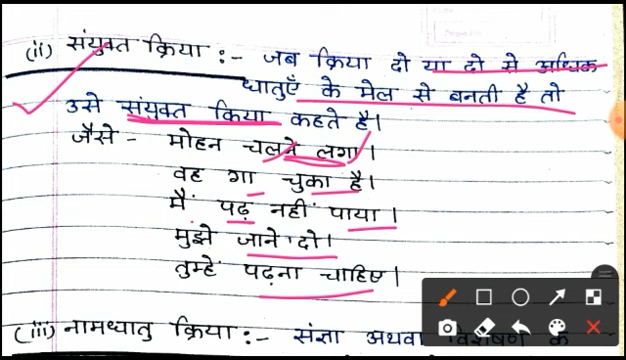 (ii) संयुक्त क्रिया :- जब क्रिया दो या दो से अधिक
धातुएँ के मेल से बनती है तो
उसे संयुक्त क्रिया कहते है।
जैसे - मोहन चलने लगा।
वह गा चुका है।
मैं पढ़ नहीं पाया।
मुझे जाने दो।
तुम्हें पढ़ना चाहिए।
(iii) नामधातु क्रिया :- संज्ञा अथवा विशेषण के